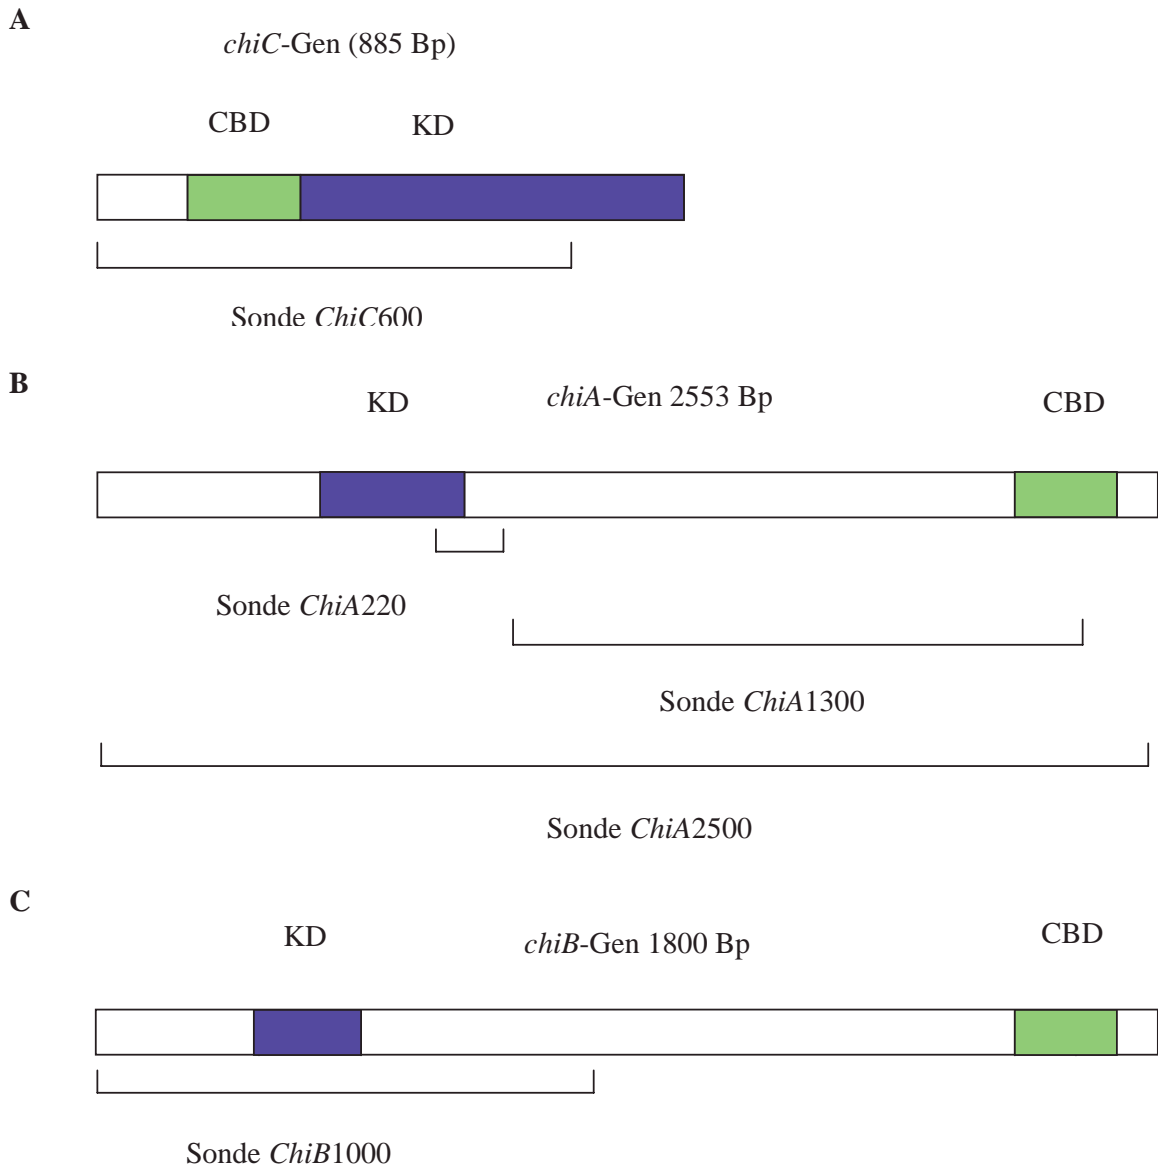 A
chiC-Gen (885 Bp)
CBD KD
Sonde ChiC600
B
KD chiA-Gen 2553 Bp CBD
Sonde ChiA220
Sonde ChiA1300
Sonde ChiA2500
C
KD chiB-Gen 1800 Bp CBD
Sonde ChiB1000